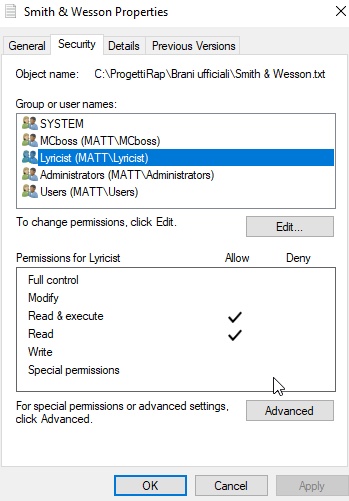 Smith & Wesson Properties
General Security Details Previous Versions
Object name: C:\ProgettiRap\Brani ufficiali\Smith & Wesson.txt
Group or user names:
SYSTEM
MCboss (MATT\MCboss)
Lyricist (MATT\Lyricist)
Administrators (MATT\Administrators)
Users (MATT\Users)
To change permissions, click Edit.
Edit...
Permissions for Lyricist Allow Deny
Full control
Modify
Read & execute
Read
Write
Special permissions
For special permissions or advanced settings,
click Advanced.
Advanced
OK Cancel Apply